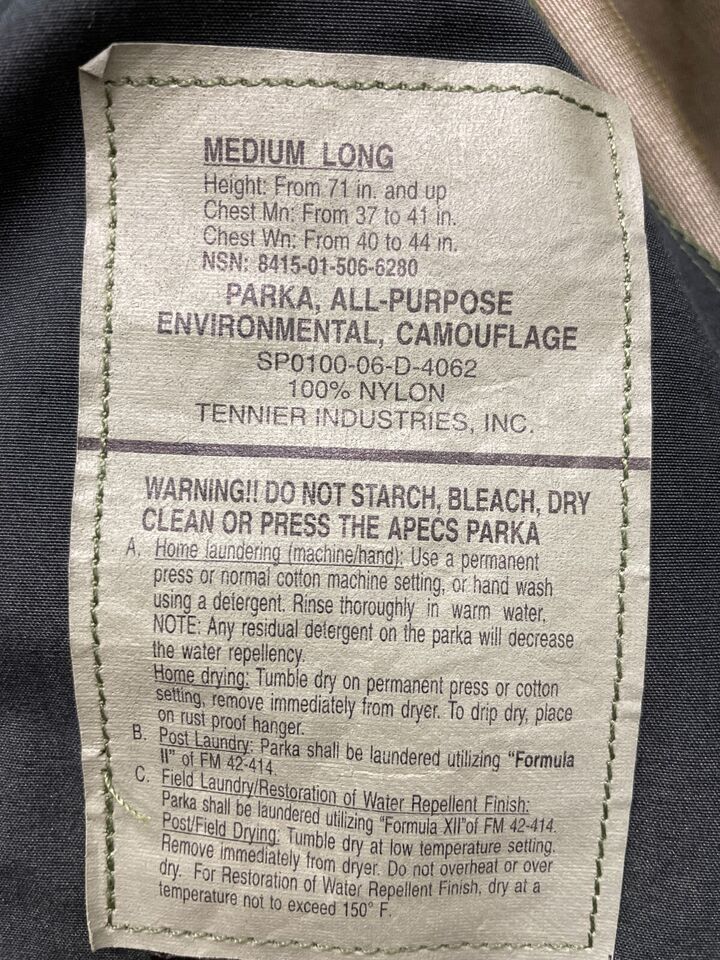 MEDIUM LONG
Height: From 71 in. and up
Chest Mn: From 37 to 41 in.
Chest Wn: From 40 to 44 in.
NSN: 8415-01-506-6280
PARKA, ALL-PURPOSE
ENVIRONMENTAL, CAMOUFLAGE
SP0100-06-D-4062
100% NYLON
TENNIER INDUSTRIES, INC.
WARNING!! DO NOT STARCH, BLEACH, DRY
CLEAN OR PRESS THE APECS PARKA
A. Home laundering (machine/hand): Use a permanent
press or normal cotton machine setting, or hand wash
using a detergent. Rinse thoroughly in warm water,
NOTE: Any residual detergent on the parka will decrease
the water repellency.
Home drying: Tumble dry on permanent press or cotton
setting, remove immediately from dryer. To drip dry, place
on rust proof hanger.
B. Post Laundry: Parka shall be laundered utilizing "Formula
II" of FM 42-414.
C. Field Laundry/Restoration of Water Repellent Finish:
Parka shall be laundered utilizing "Formula XII"of FM 42-414.
Post/Field Drying: Tumble dry at low temperature setting.
Remove immediately from dryer. Do not overheat or over
dry. For Restoration of Water Repellent Finish, dry at a
temperature not to exceed 150° F.